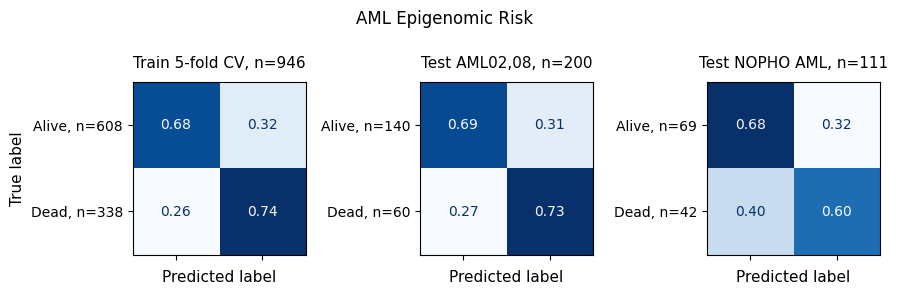 AML Epigenomic Risk
Train 5-fold CV, n=946
True label
Alive, n=608
0.68 0.32
Dead, n=338
0.26 0.74
Predicted label
Test AML02,08, n=200
Alive, n=140
0.69 0.31
Dead, n=60
0.27 0.73
Predicted label
Test NOPHO AML, n=111
Alive, n=69
0.68 0.32
Dead, n=42
0.40 0.60
Predicted label